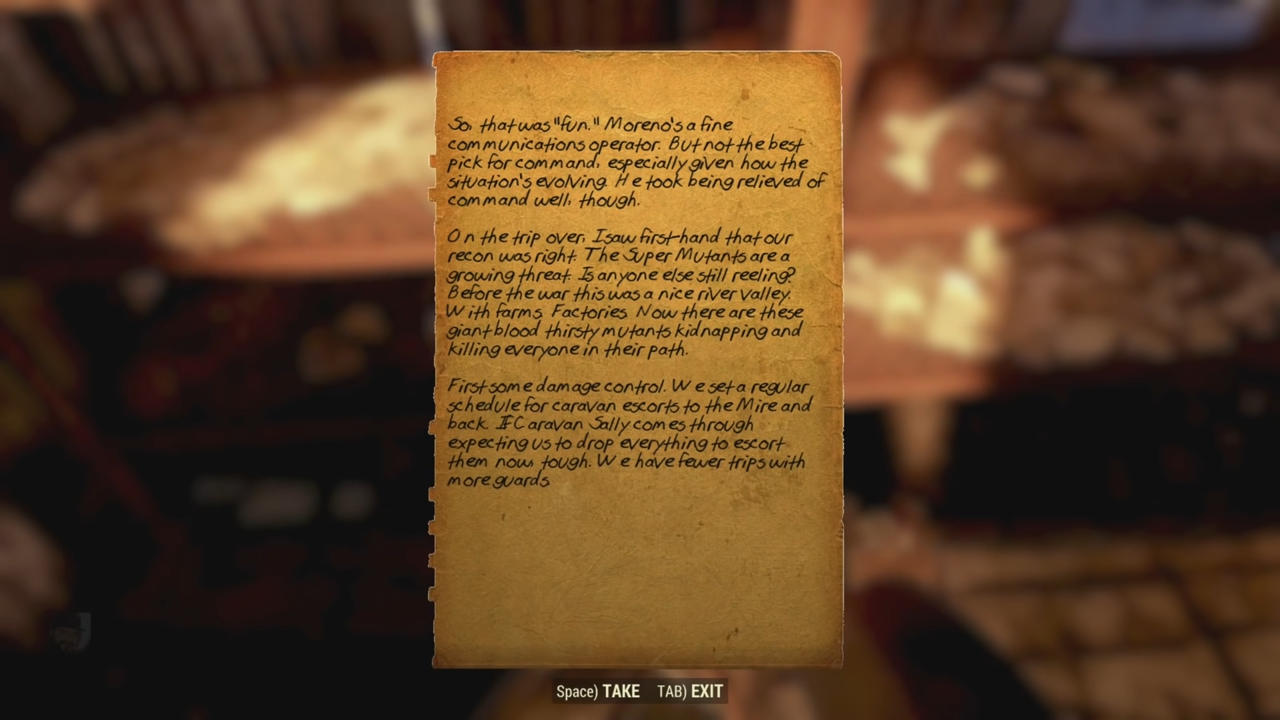 So, that was "fun." Moreno's a fine
communications operator. But not the best
pick for command, especially given how the
situation's evolving. He took being relieved of
command well, though.
On the trip over, I saw first-hand that our
recon was right. The Super Mutants are a
growing threat. Is anyone else still reeling?
Before the war this was a nice river valley.
With farms. Factories. Now there are these
giant blood thirsty mutants kidnapping and
killing everyone in their path.
First some damage control. We set a regular
schedule for caravan escorts to the Mire and
back. If Caravan Sally comes through
expecting us to drop everything to escort
them now, tough. We have fewer trips with
more guards.
Space) TAKE TAB) EXIT